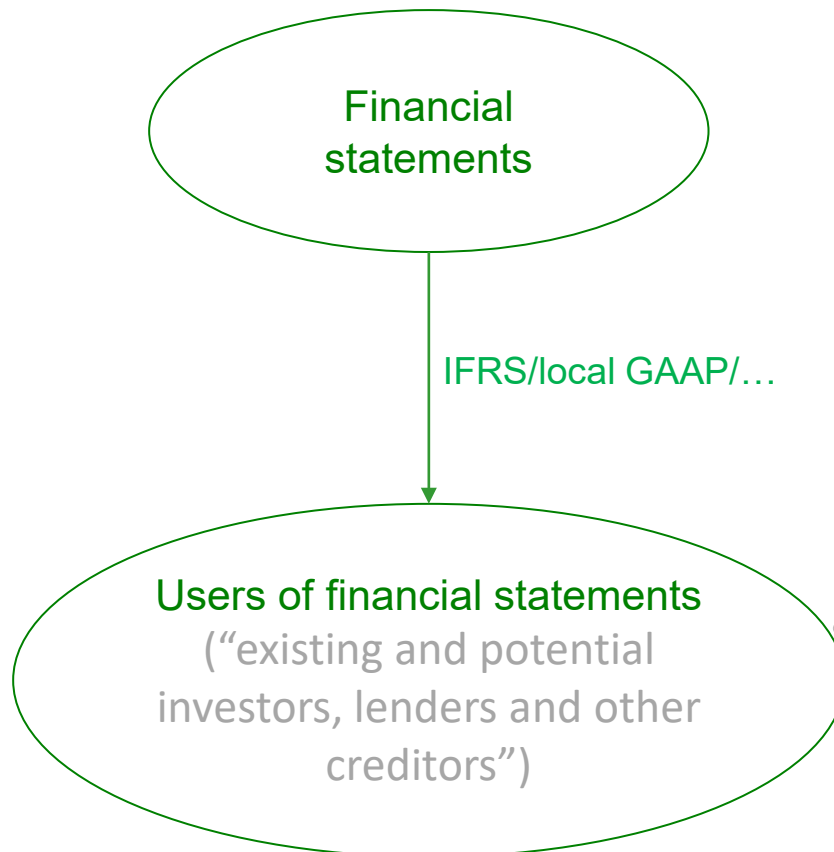 Financial
statements
IFRS/local GAAP/…
Users of financial statements
(“existing and potential
investors, lenders and other
creditors”)